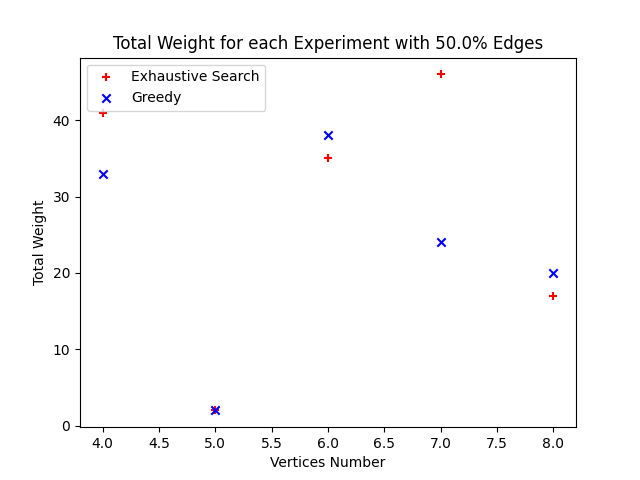 Total Weight for each Experiment with 50.0% Edges
Exhaustive Search
Greedy
Total Weight
40
30
20
10
0
4.0 4.5 5.0 5.5 6.0 6.5 7.0 7.5 8.0
Vertices Number